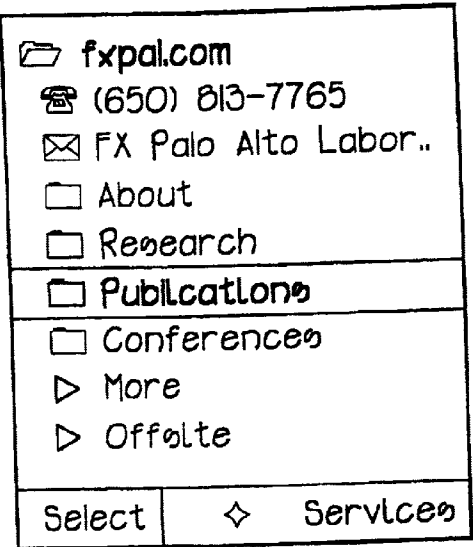 fxpal.com
(650) 813-7765
FX Palo Alto Labor..
About
Research
Publications
Conferences
More
Offsite
Select Services